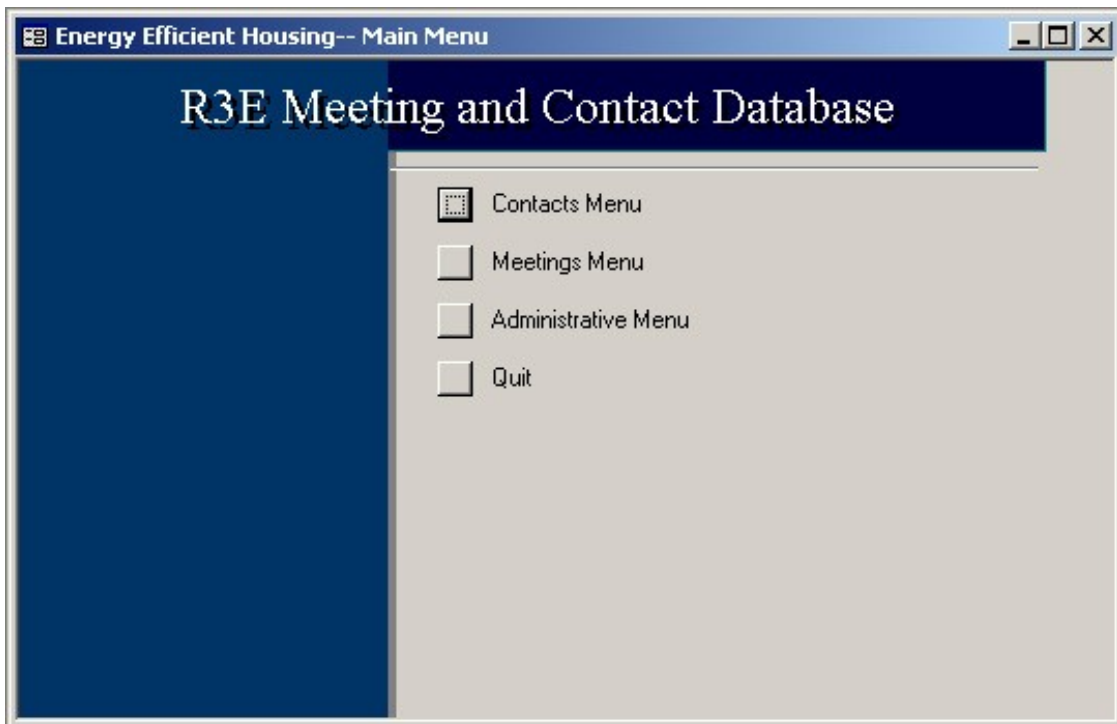 Energy Efficient Housing-- Main Menu
R3E Meeting and Contact Database
Contacts Menu
Meetings Menu
Administrative Menu
Quit